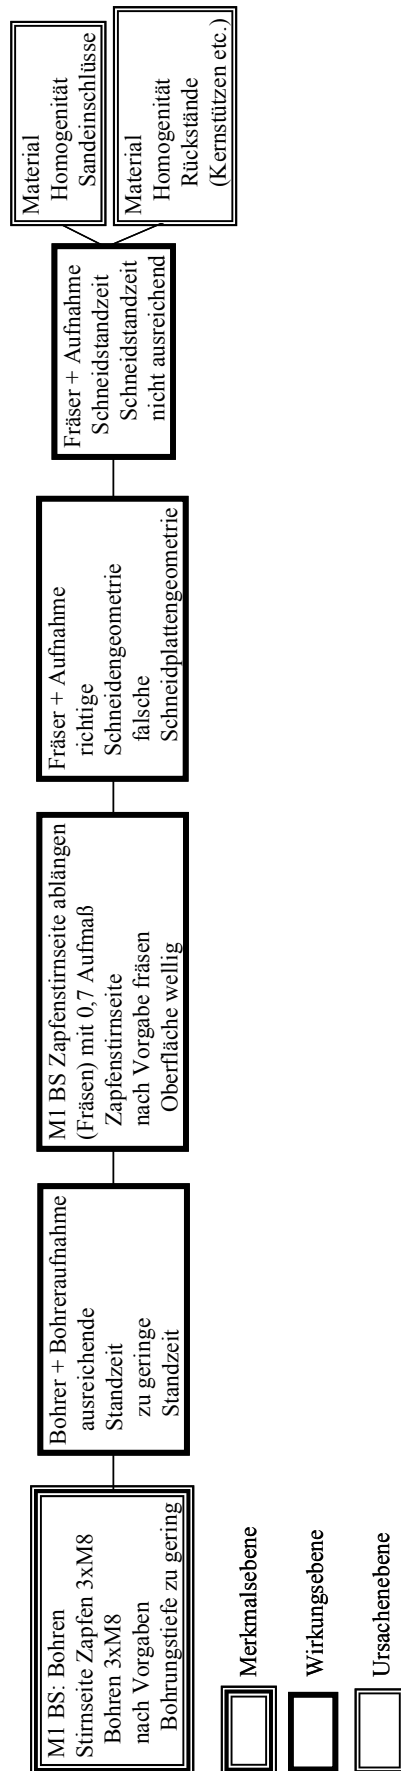 M1 BS: Bohren
Stirnseite Zapfen 3xM8
Bohren 3xM8
nach Vorgaben
Bohrungstiefe zu gering
Bohrer + Bohreraufnahme
ausreichende
Standzeit
zu geringe
Standzeit
M1 BS Zapfenstirnseite ablängen
(Fräsen) mit 0,7 Aufmaß
Zapfenstirnseite
nach Vorgabe fräsen
Oberfläche wellig
Fräser + Aufnahme
richtige
Schneidengeometrie
falsche
Schneidplattengeometrie
Fräser + Aufnahme
Schneidstandzeit
Schneidstandzeit
nicht ausreichend
Material
Homogenität
Sandeinschlüsse
Material
Homogenität
Rückstände
(Kernstützen etc.)
Merkmalsebene
Wirkungsebene
Ursachenebene